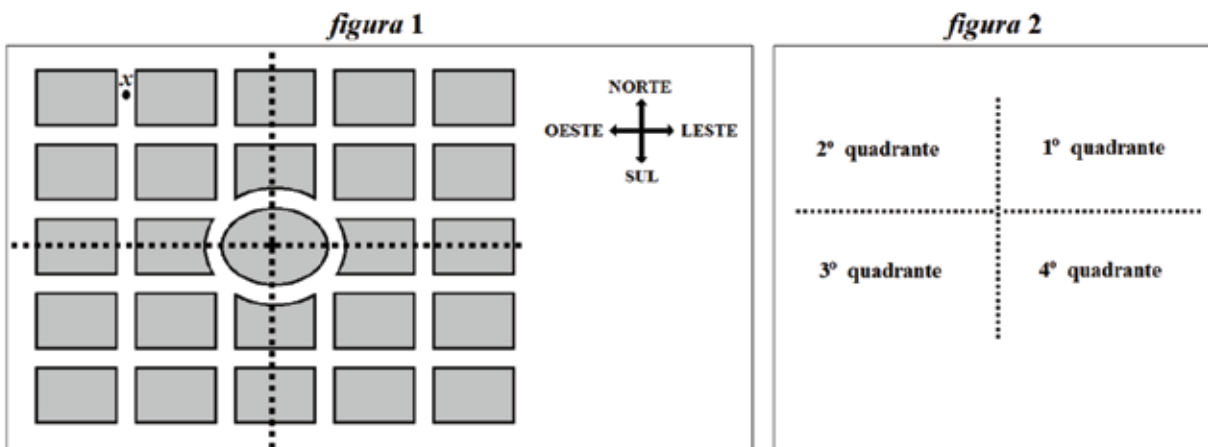 figura 1
x
NORTE
OESTE LESTE
SUL
figura 2
2º quadrante 1º quadrante
3º quadrante 4º quadrante